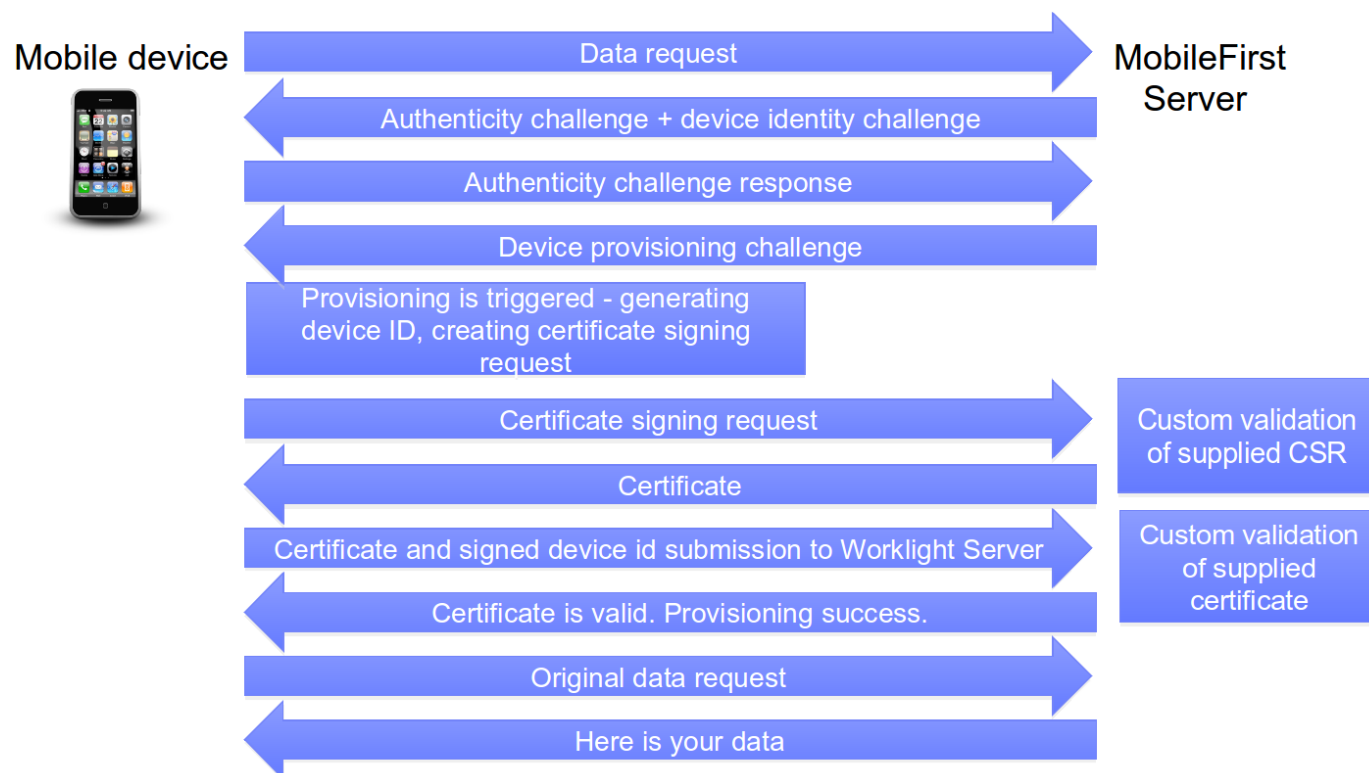 Mobile device
Data request
MobileFirst
Server
Authenticity challenge + device identity challenge
Authenticity challenge response
Device provisioning challenge
Provisioning is triggered - generating
device ID, creating certificate signing
request
Certificate signing request
Custom validation
of supplied CSR
Certificate
Certificate and signed device id submission to Worklight Server
Custom validation
of supplied
certificate
Certificate is valid. Provisioning success.
Original data request
Here is your data